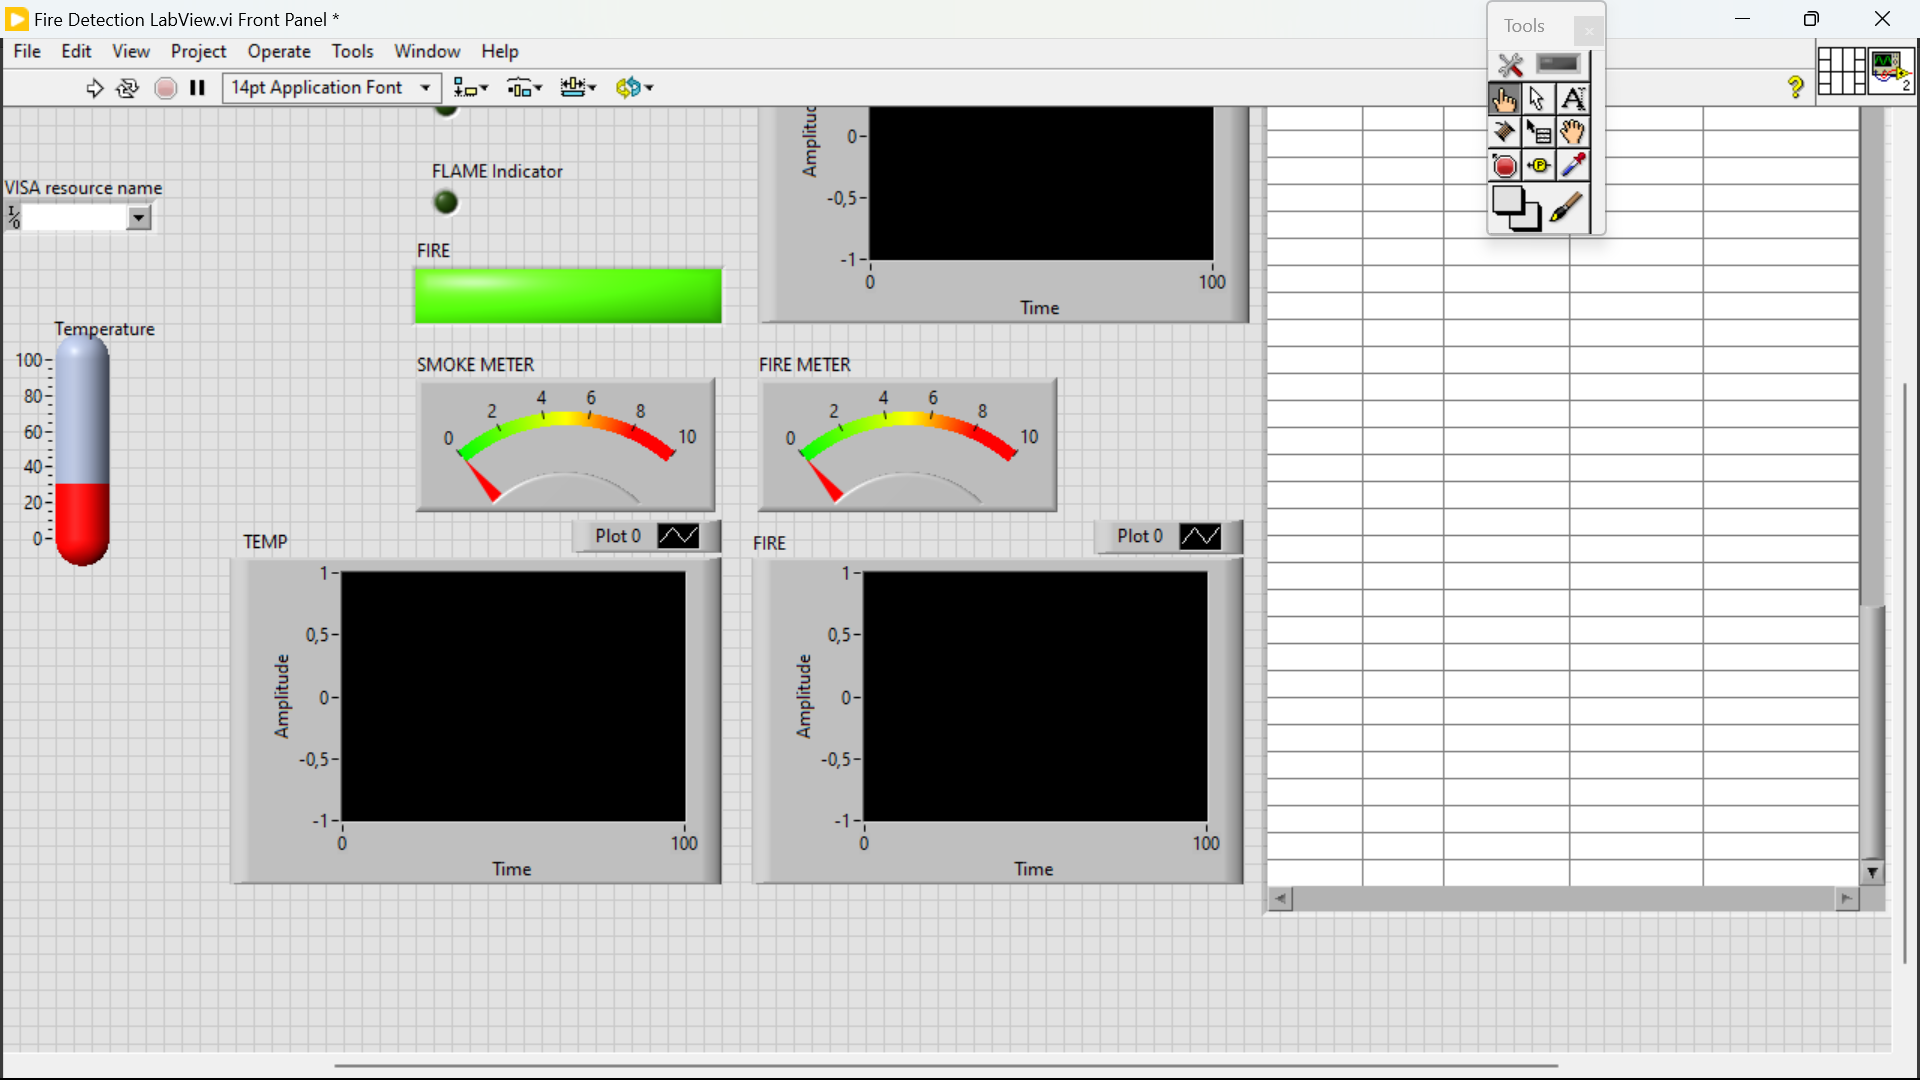 Fire Detection LabView.vi Front Panel *
File Edit View Project Operate Tools Window Help
14pt Application Font
Tools
2
FLAME Indicator
VISA resource name
I/O
FIRE
Amplitud
0
-0,5
-1
0 100
Time
Temperature
100
80
60
40
20
0
SMOKE METER
0 2 4 6 8 10
FIRE METER
0 2 4 6 8 10
TEMP
Plot 0
1
0,5
0
-0,5
-1
Amplitude
0 100
Time
FIRE
Plot 0
1
0,5
0
-0,5
-1
Amplitude
0 100
Time